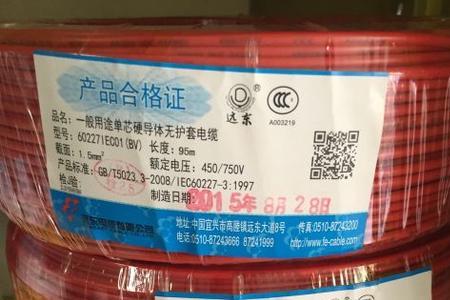 产品合格证
远东
A003219
品名:一般用途单芯硬导体无护套电缆
型号:60227IEC01(BV) 长度:95m
截面:1.5mm² 额定电压:450/750V
产品标准:GB/T5023.3-2008/IEC60227-3:1997
检验: 制造日期:2015年8月28日
地址:中国宜兴市高塍镇远东大道8号 传真:0510-87243200
电话:0510-87243666 87241999 http://www.fe-cable.com